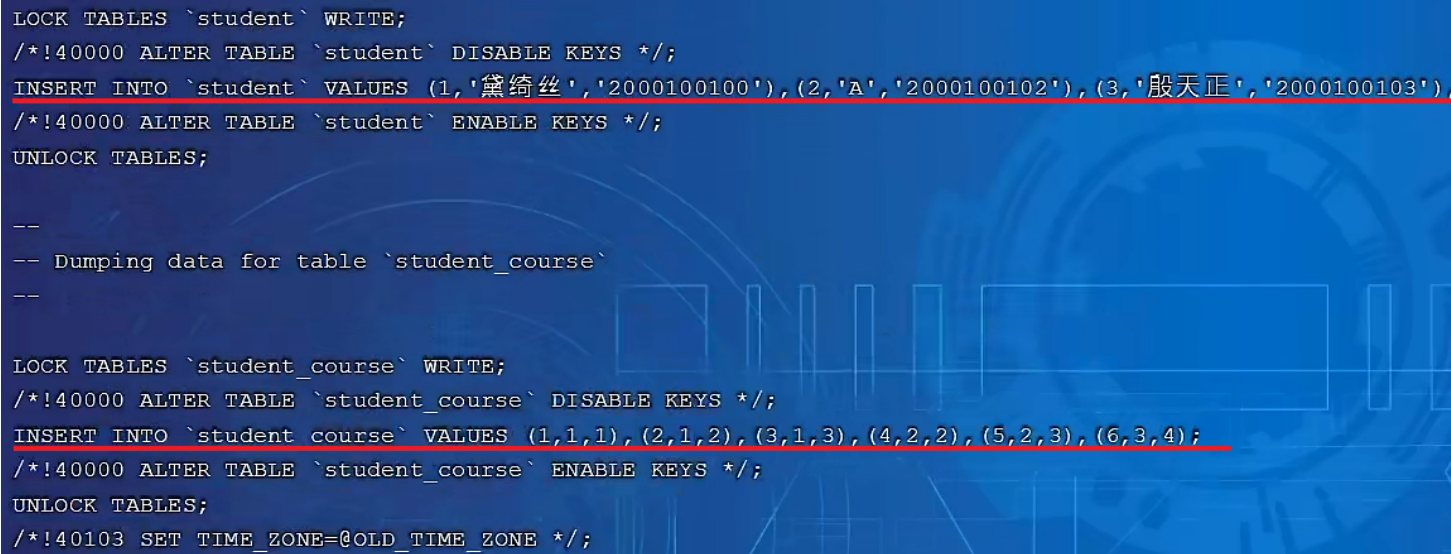 LOCK TABLES `student` WRITE;
/*!40000 ALTER TABLE `student` DISABLE KEYS */;
INSERT INTO `student` VALUES (1,'黛绮丝','2000100100'),(2,'A','2000100102'),(3,'殷天正','2000100103'),
/*!40000 ALTER TABLE `student` ENABLE KEYS */;
UNLOCK TABLES;
--
-- Dumping data for table `student_course`
--
LOCK TABLES `student_course` WRITE;
/*!40000 ALTER TABLE `student_course` DISABLE KEYS */;
INSERT INTO `student_course` VALUES (1,1,1),(2,1,2),(3,1,3),(4,2,2),(5,2,3),(6,3,4);
/*!40000 ALTER TABLE `student_course` ENABLE KEYS */;
UNLOCK TABLES;
/*!40103 SET TIME_ZONE=@OLD_TIME_ZONE */;